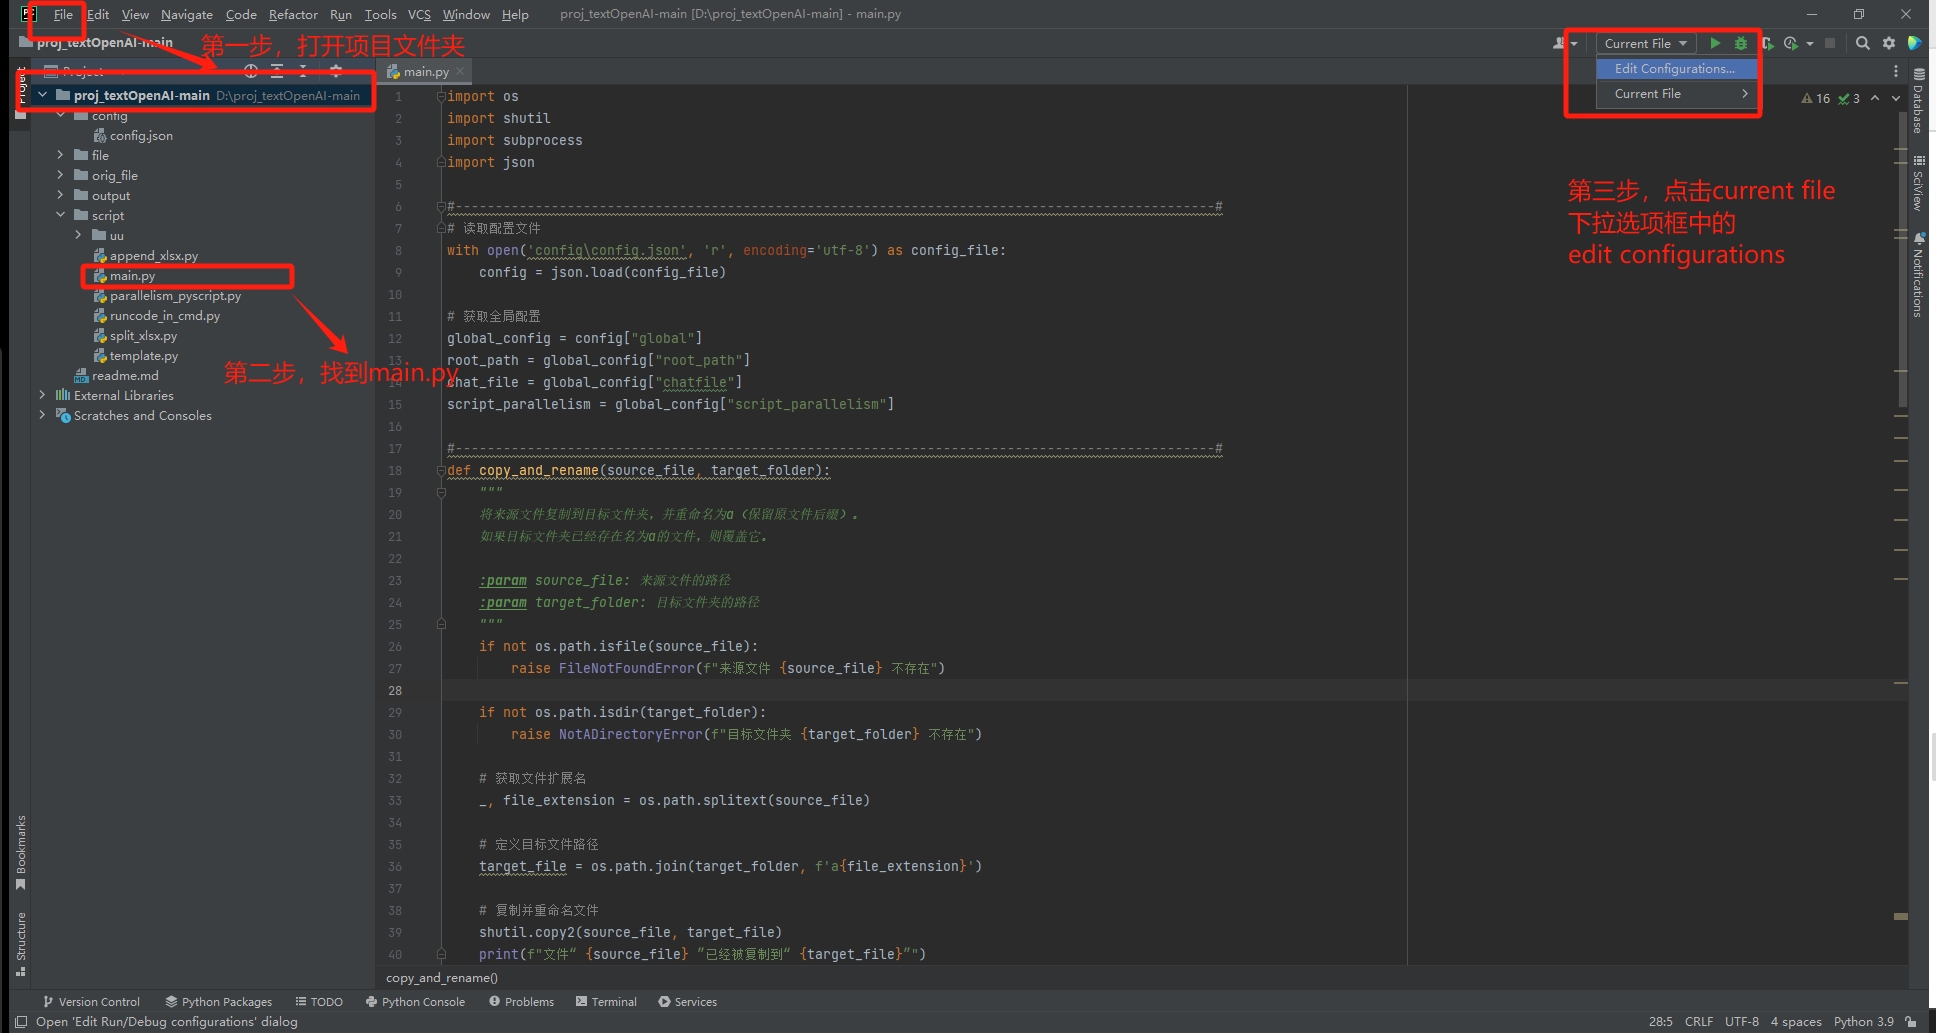 File Edit View Navigate Code Refactor Run Tools VCS Window Help proj_textOpenAI-main [D:\proj_textOpenAI-main] - main.py
proj_textOpenAI-main
第一步，打开项目文件夹
Current File
Project
main.py
Edit Configurations...
Current File
16 3
proj_textOpenAI-main D:\proj_textOpenAI-main
config
config.json
file
orig_file
output
script
uu
append_xlsx.py
main.py
parallelism_pyscript.py
runcode_in_cmd.py
split_xlsx.py
template.py
readme.md
External Libraries
Scratches and Consoles
第二步，找到main.py
第三步，点击current file
下拉选项框中的
edit configurations
1 import os
2 import shutil
3 import subprocess
4 import json
5
6 #-----------------------------------------------------------------------------------------------#
7 # 读取配置文件
8 with open('config\config.json', 'r', encoding='utf-8') as config_file:
9 config = json.load(config_file)
10
11 # 获取全局配置
12 global_config = config["global"]
13 root_path = global_config["root_path"]
14 chat_file = global_config["chatfile"]
15 script_parallelism = global_config["script_parallelism"]
16
17 #-----------------------------------------------------------------------------------------------#
18 def copy_and_rename(source_file, target_folder):
19 """
20 将来源文件复制到目标文件夹，并重命名为a（保留原文件后缀）。
21 如果目标文件夹已经存在名为a的文件，则覆盖它。
22
23 :param source_file: 来源文件的路径
24 :param target_folder: 目标文件夹的路径
25 """
26 if not os.path.isfile(source_file):
27 raise FileNotFoundError(f"来源文件 {source_file} 不存在")
28
29 if not os.path.isdir(target_folder):
30 raise NotADirectoryError(f"目标文件夹 {target_folder} 不存在")
31
32 # 获取文件扩展名
33 _, file_extension = os.path.splitext(source_file)
34
35 # 定义目标文件路径
36 target_file = os.path.join(target_folder, f'a{file_extension}')
37
38 # 复制并重命名文件
39 shutil.copy2(source_file, target_file)
40 print(f"文件“ {source_file} ”已经被复制到“ {target_file}”")
copy_and_rename()
Project
Bookmarks
Structure
Database
SciView
Notifications
Version Control Python Packages TODO Python Console Problems Terminal Services
Open 'Edit Run/Debug configurations' dialog 28:5 CRLF UTF-8 4 spaces Python 3.9